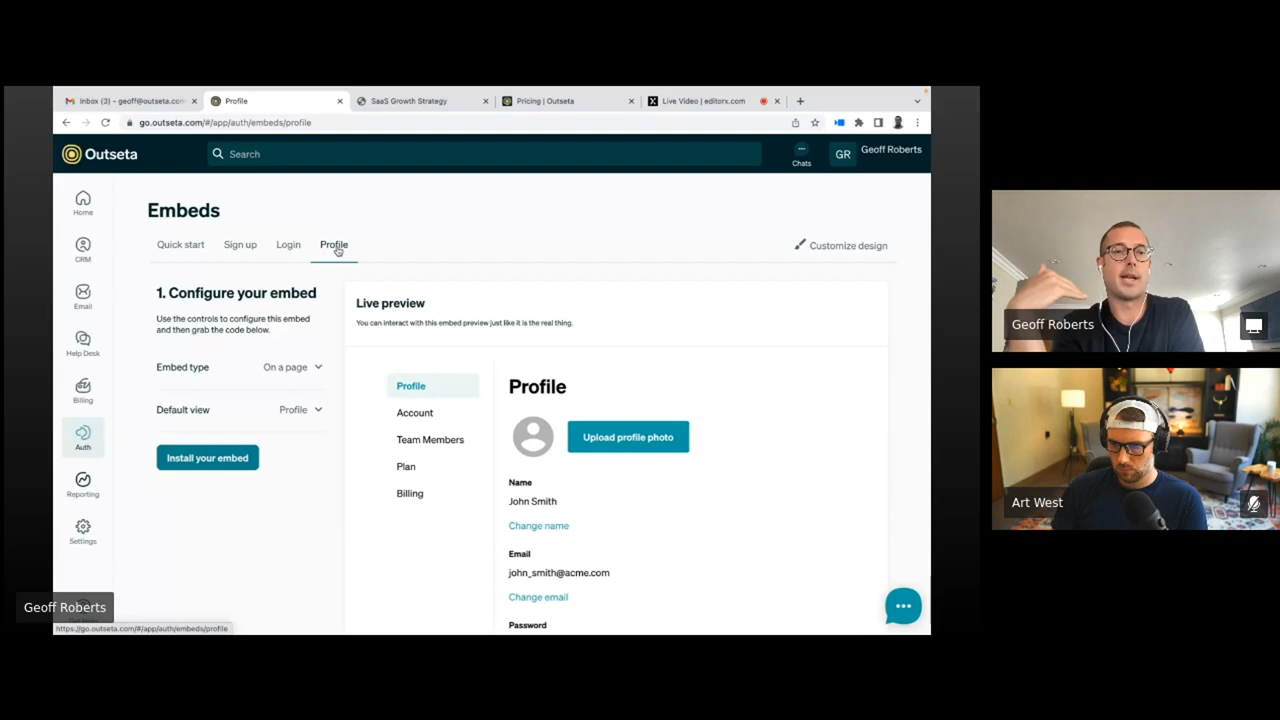 Inbox (3) - geoff@outseta.com
Profile
SaaS Growth Strategy
Pricing | Outseta
Live Video | editorx.com
go.outseta.com/#/app/auth/embeds/profile
Outseta
Search
Chats
GR
Geoff Roberts
Home
CRM
Email
Help Desk
Billing
Auth
Reporting
Settings
Embeds
Quick start
Sign up
Login
Profile
Customize design
1. Configure your embed
Use the controls to configure this embed
and then grab the code below.
Embed type
On a page
Default view
Profile
Install your embed
Live preview
You can interact with this embed preview just like it is the real thing.
Profile
Account
Team Members
Plan
Billing
Profile
Upload profile photo
Name
John Smith
Change name
Email
john_smith@acme.com
Change email
Password
Geoff Roberts
https://go.outseta.com/#/app/auth/embeds/profile
Geoff Roberts
Art West